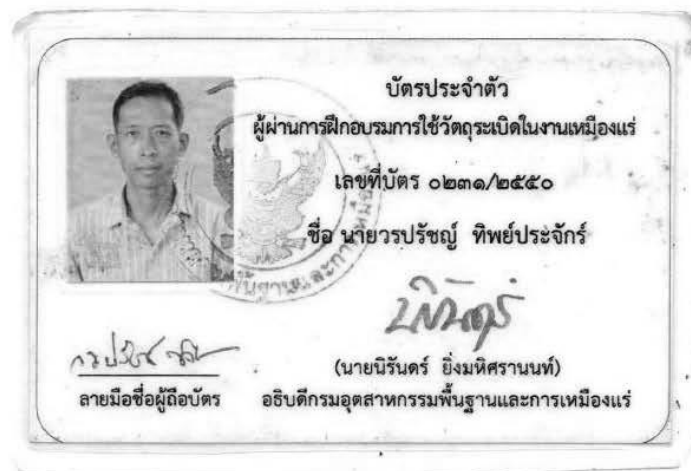 บัตรประจำตัว
ผู้ผ่านการฝึกอบรมการใช้วัตถุระเบิดในงานเหมืองแร่
เลขที่บัตร ๐๒๓๑/๒๕๕๐
ชื่อ นายวรปรัชญ์ ทิพย์ประจักร์
(นายนิรันดร์ ยิ่งมหิศรานนท์)
ลายมือชื่อผู้ถือบัตร อธิบดีกรมอุตสาหกรรมพื้นฐานและการเหมืองแร่